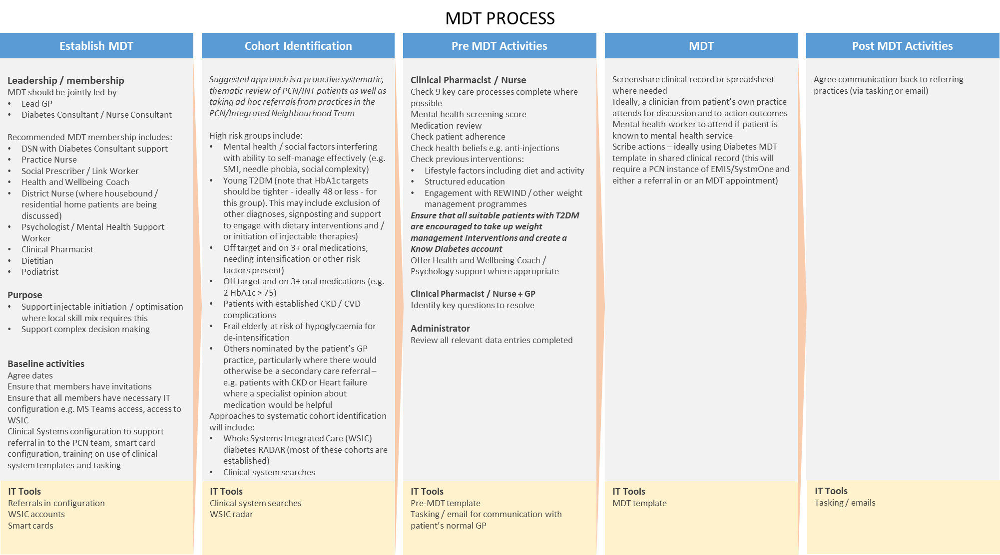 MDT PROCESS
Establish MDT
Leadership / membership
MDT should be jointly led by
• Lead GP
• Diabetes Consultant / Nurse Consultant
Recommended MDT membership includes:
• DSN with Diabetes Consultant support
• Practice Nurse
• Social Prescriber / Link Worker
• Health and Wellbeing Coach
• District Nurse (where housebound /
residential home patients are being
discussed)
• Psychologist / Mental Health Support
Worker
• Clinical Pharmacist
• Dietitian
• Podiatrist
Purpose
• Support injectable initiation / optimisation
where local skill mix requires this
• Support complex decision making
Baseline activities
Agree dates
Ensure that members have invitations
Ensure that all members have necessary IT
configuration e.g. MS Teams access, access to
WSIC
Clinical Systems configuration to support
referral in to the PCN team, smart card
configuration, training on use of clinical
system templates and tasking
IT Tools
Referrals in configuration
WSIC accounts
Smart cards
Cohort Identification
Suggested approach is a proactive systematic,
thematic review of PCN/INT patients as well as
taking ad hoc referrals from practices in the
PCN/Integrated Neighbourhood Team
High risk groups include:
• Mental health / social factors interfering
with ability to self-manage effectively (e.g.
SMI, needle phobia, social complexity)
• Young T2DM (note that HbA1c targets
should be tighter - ideally 48 or less - for
this group). This may include exclusion of
other diagnoses, signposting and support
to engage with dietary interventions and /
or initiation of injectable therapies)
• Off target and on 3+ oral medications,
needing intensification or other risk
factors present)
• Off target and on 3+ oral medications (e.g.
2 HbA1c > 75)
• Patients with established CKD / CVD
complications
• Frail elderly at risk of hypoglycaemia for
de-intensification
• Others nominated by the patient’s GP
practice, particularly where there would
otherwise be a secondary care referral –
e.g. patients with CKD or Heart failure
where a specialist opinion about
medication would be helpful
Approaches to systematic cohort identification
will include:
• Whole Systems Integrated Care (WSIC)
diabetes RADAR (most of these cohorts are
established)
• Clinical system searches
IT Tools
Clinical system searches
WSIC radar
Pre MDT Activities
Clinical Pharmacist / Nurse
Check 9 key care processes complete where
possible
Mental health screening score
Medication review
Check patient adherence
Check health beliefs e.g. anti-injections
Check previous interventions:
• Lifestyle factors including diet and activity
• Structured education
• Engagement with REWIND / other weight
management programmes
Ensure that all suitable patients with T2DM
are encouraged to take up weight
management interventions and create a
Know Diabetes account
Offer Health and Wellbeing Coach /
Psychology support where appropriate
Clinical Pharmacist / Nurse + GP
Identify key questions to resolve
Administrator
Review all relevant data entries completed
IT Tools
Pre-MDT template
Tasking / email for communication with
patient’s normal GP
MDT
Screenshare clinical record or spreadsheet
where needed
Ideally, a clinician from patient’s own practice
attends for discussion and to action outcomes
Mental health worker to attend if patient is
known to mental health service
Scribe actions – ideally using Diabetes MDT
template in shared clinical record (this will
require a PCN instance of EMIS/SystmOne and
either a referral in or an MDT appointment)
IT Tools
MDT template
Post MDT Activities
Agree communication back to referring
practices (via tasking or email)
IT Tools
Tasking / emails